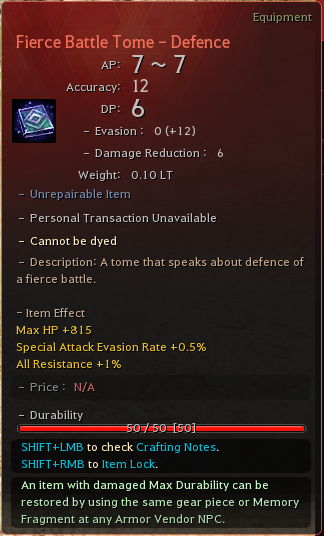 Equipment
Fierce Battle Tome - Defence
AP: 7 ~ 7
Accuracy: 12
DP: 6
- Evasion : 0 (+12)
- Damage Reduction : 6
Weight: 0.10 LT
- Unrepairable Item
- Personal Transaction Unavailable
- Cannot be dyed
- Description: A tome that speaks about defence of
a fierce battle.
- Item Effect
Max HP +315
Special Attack Evasion Rate +0.5%
All Resistance +1%
- Price : N/A
- Durability
50 / 50 [50]
SHIFT+LMB to check Crafting Notes.
SHIFT+RMB to Item Lock.
An item with damaged Max Durability can be
restored by using the same gear piece or Memory
Fragment at any Armor Vendor NPC.